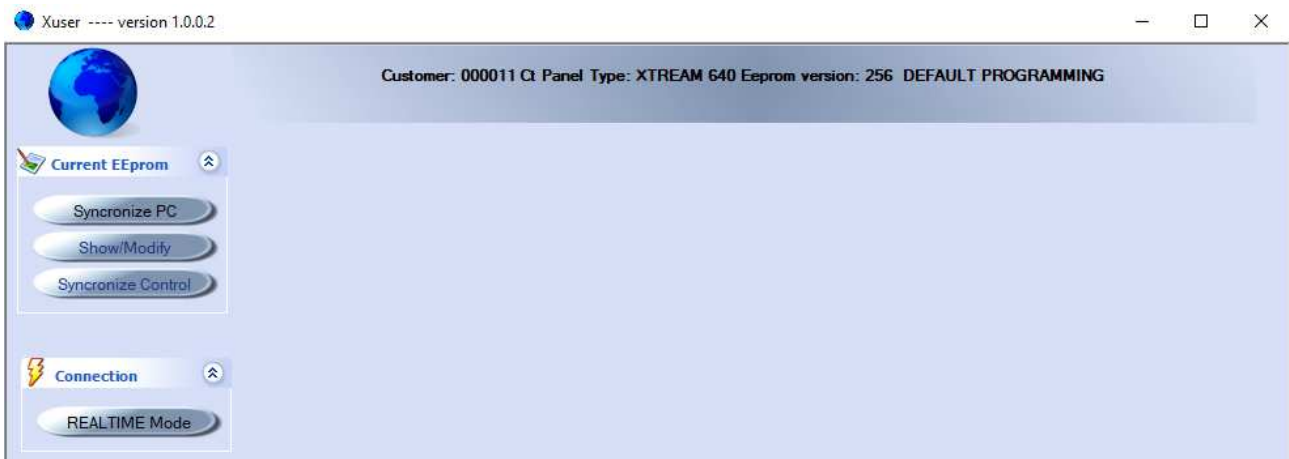 Xuser ---- version 1.0.0.2
Customer: 000011 Ct Panel Type: XTREAM 640 Eeprom version: 256 DEFAULT PROGRAMMING
Current EEprom
Syncronize PC
Show/Modify
Syncronize Control
Connection
REALTIME Mode